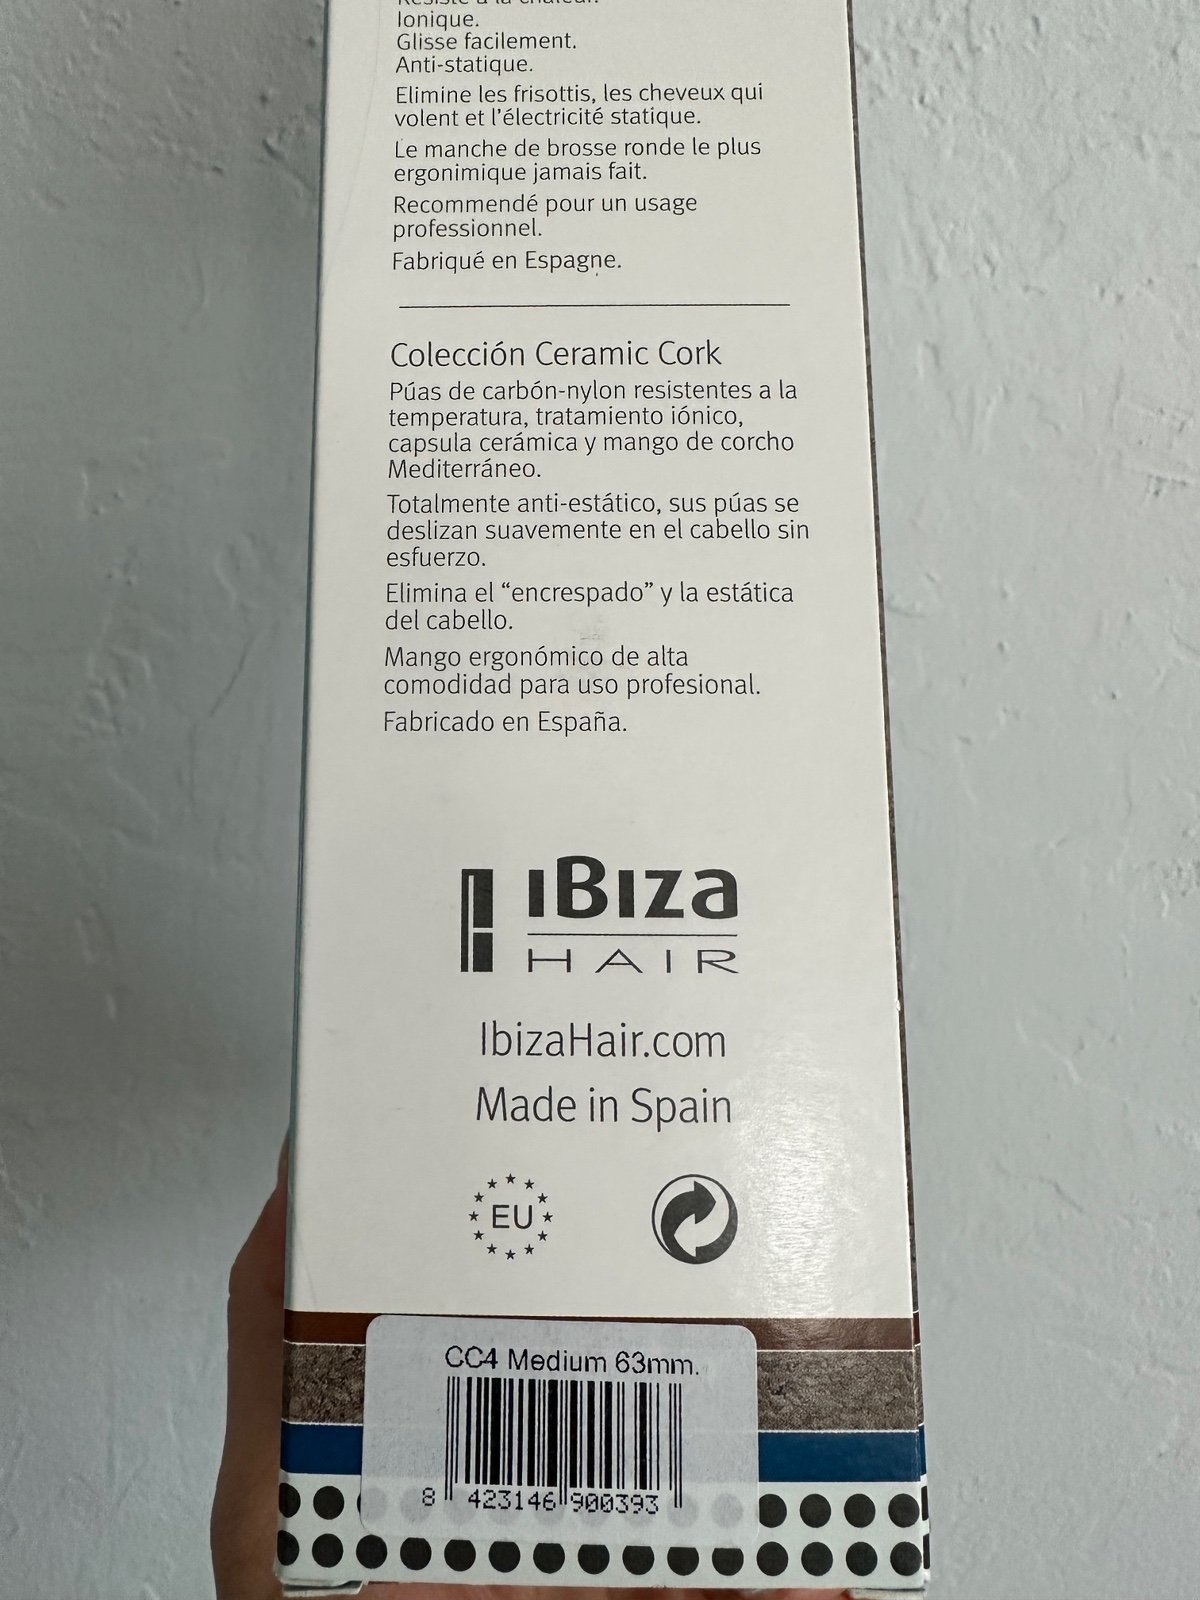 Résiste à la chaleur.
Ionique.
Glisse facilement.
Anti-statique.
Elimine les frisottis, les cheveux qui
volent et l'électricité statique.
Le manche de brosse ronde le plus
ergonimique jamais fait.
Recommendé pour un usage
professionnel.
Fabriqué en Espagne.
Colección Ceramic Cork
Púas de carbón-nylon resistentes a la
temperatura, tratamiento iónico,
capsula cerámica y mango de corcho
Mediterráneo.
Totalmente anti-estático, sus púas se
deslizan suavemente en el cabello sin
esfuerzo.
Elimina el “encrespado” y la estática
del cabello.
Mango ergonómico de alta
comodidad para uso profesional.
Fabricado en España.
iBiza
HAIR
IbizaHair.com
Made in Spain
EU
CC4 Medium 63mm.
8 423146 900393